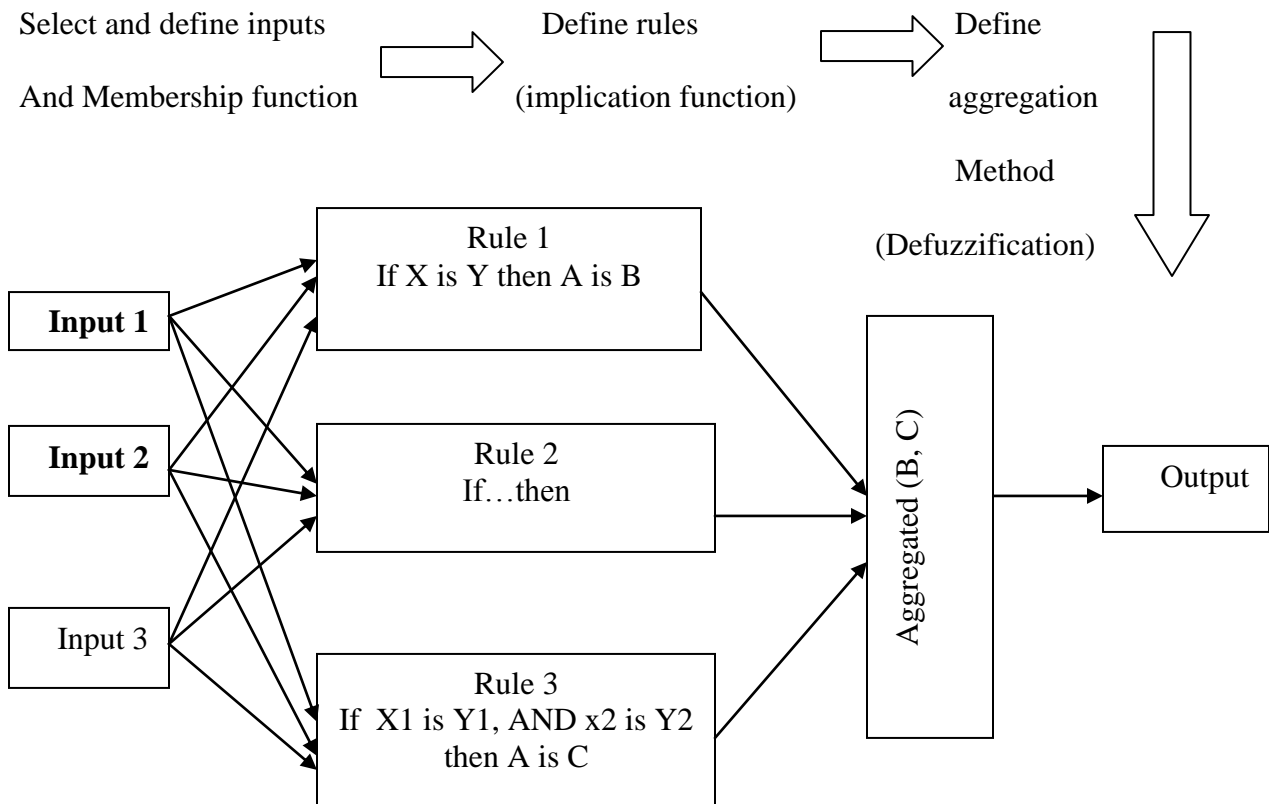 Select and define inputs
And Membership function
Define rules
(implication function)
Define
aggregation
Method
(Defuzzification)
Rule 1
If X is Y then A is B
Input 1
Input 2
Rule 2
If…then
Input 3
Rule 3
If X1 is Y1, AND x2 is Y2
then A is C
Aggregated (B, C)
Output